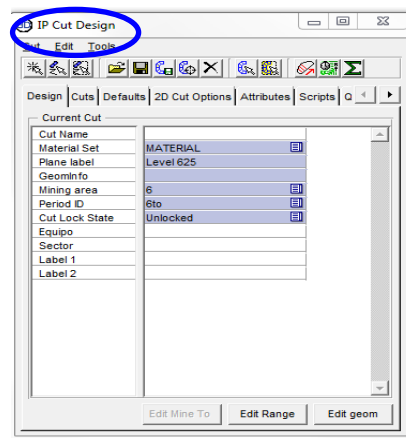 IP Cut Design
Cut Edit Tools
Design Cuts Defaults 2D Cut Options Attributes Scripts Q
Current Cut
Cut Name
Material Set MATERIAL
Plane label Level 625
GeomInfo
Mining area 6
Period ID 6to
Cut Lock State Unlocked
Equipo
Sector
Label 1
Label 2
Edit Mine To Edit Range Edit geom